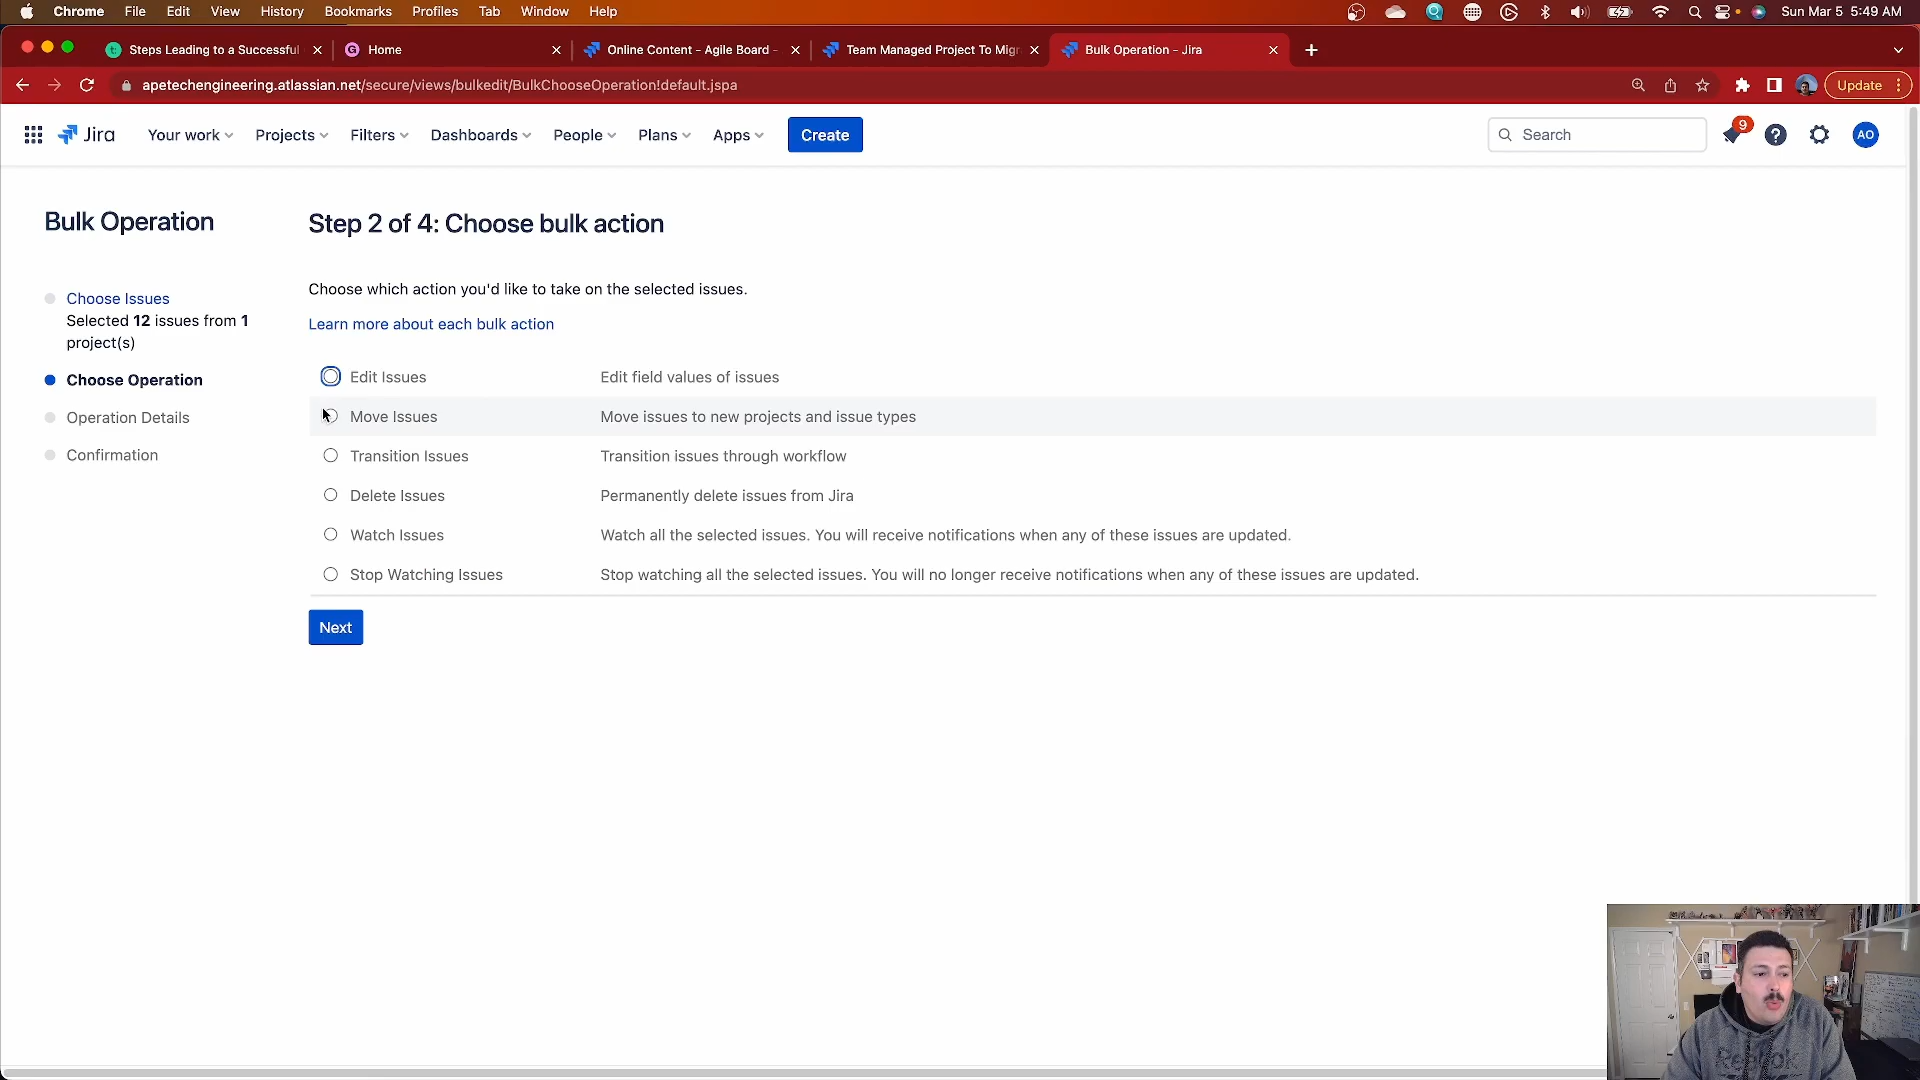 Chrome File Edit View History Bookmarks Profiles Tab Window Help Sun Mar 5 5:49 AM
Steps Leading to a Successful Home Online Content - Agile Board - Team Managed Project To Migr Bulk Operation - Jira
apetechengineering.atlassian.net/secure/views/bulkedit/BulkChooseOperation!default.jspa Update
Jira Your work Projects Filters Dashboards People Plans Apps Create Search 9 AO
Bulk Operation
Choose Issues
Selected 12 issues from 1
project(s)
Choose Operation
Operation Details
Confirmation
Step 2 of 4: Choose bulk action
Choose which action you'd like to take on the selected issues.
Learn more about each bulk action
Edit Issues Edit field values of issues
Move Issues Move issues to new projects and issue types
Transition Issues Transition issues through workflow
Delete Issues Permanently delete issues from Jira
Watch Issues Watch all the selected issues. You will receive notifications when any of these issues are updated.
Stop Watching Issues Stop watching all the selected issues. You will no longer receive notifications when any of these issues are updated.
Next
Reebok